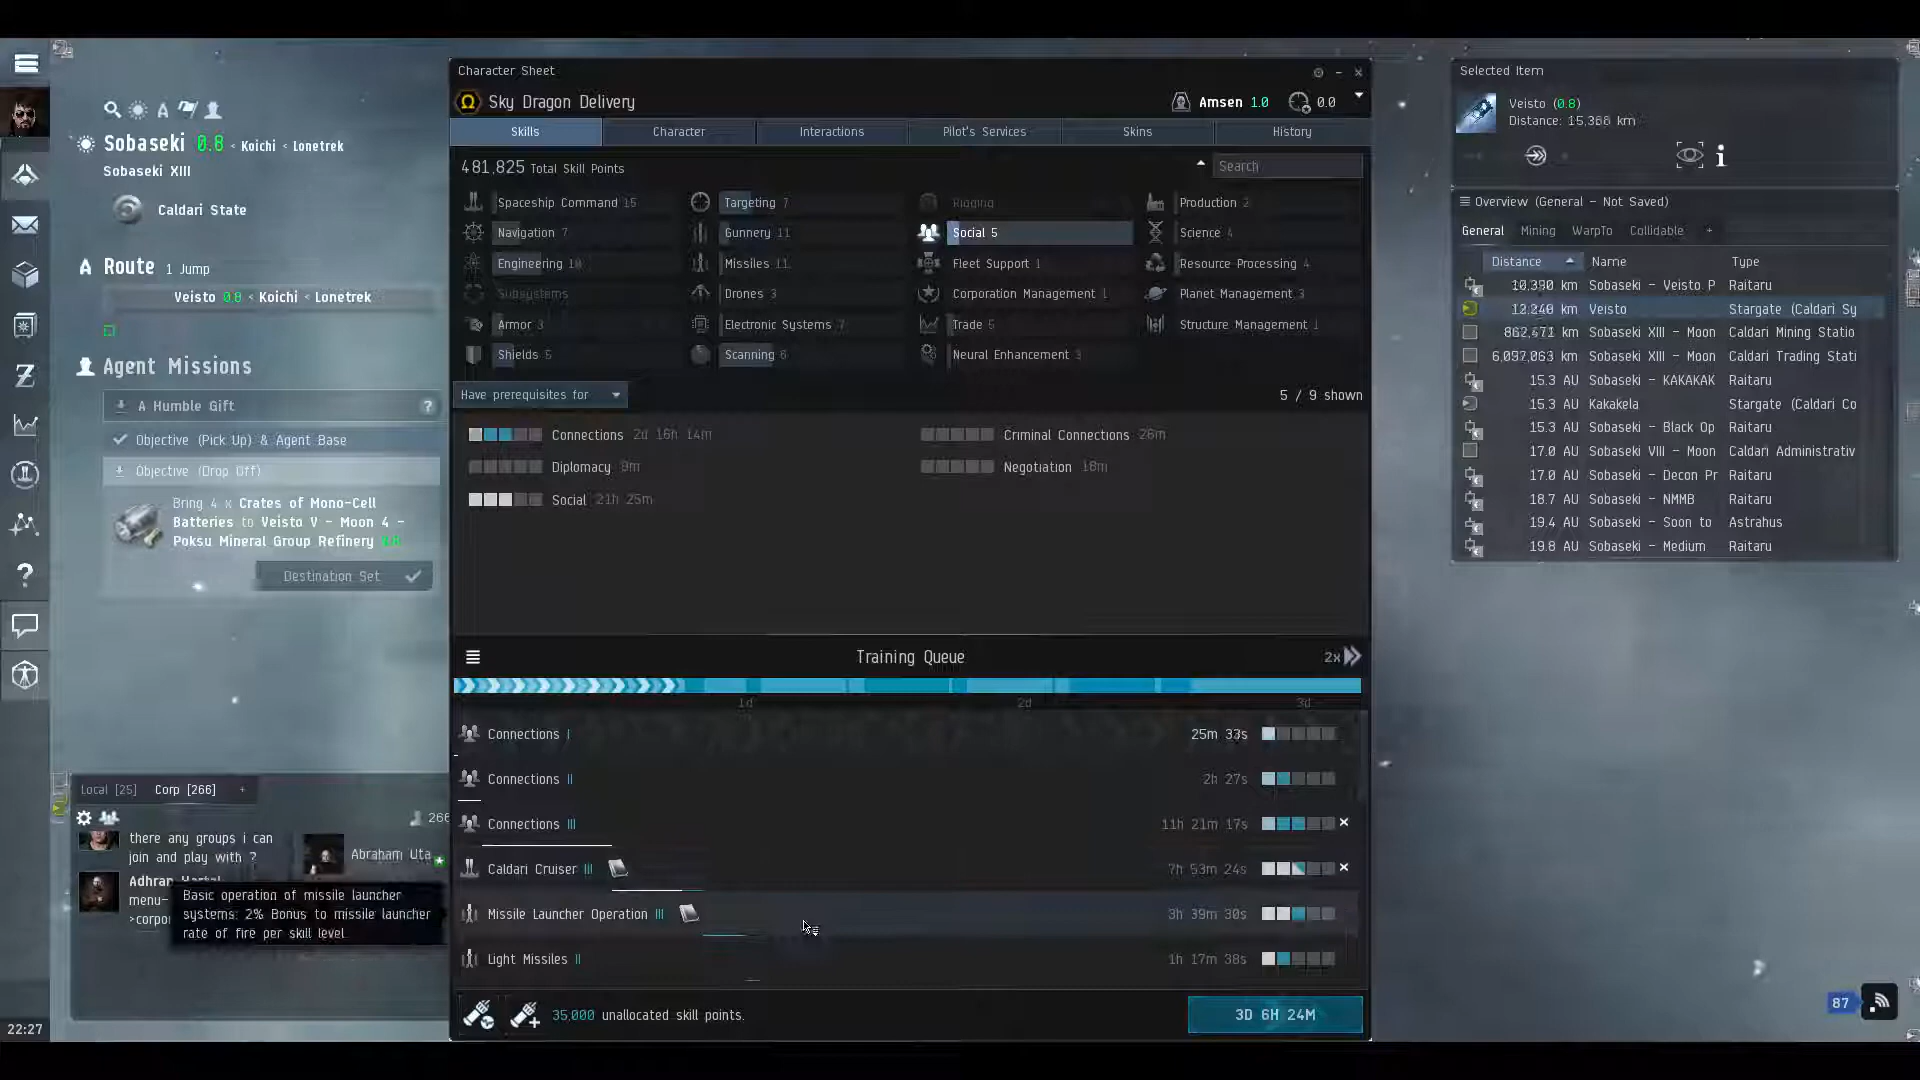 Sobaseki 0.8 < Koichi < Lonetrek
Sobaseki XIII
Caldari State
Route 1 Jump
Veisto 0.8 < Koichi < Lonetrek
Agent Missions
A Humble Gift
?
Objective (Pick Up) & Agent Base
Objective (Drop Off)
Bring 4 x Crates of Mono-Cell
Batteries to Veisto V - Moon 4 -
Poksu Mineral Group Refinery
Destination Set
Local [25]
Corp [266]
+
there any groups i can
join and play with ?
Abraham Uta
menu-
>corpo
Basic operation of missile launcher
systems. 2% Bonus to missile launcher
rate of fire per skill level.
22:27
Character Sheet
Sky Dragon Delivery
Amsen 1.0
0.0
Skills
Character
Interactions
Pilot's Services
Skins
History
481,825 Total Skill Points
Search
Spaceship Command 15
Targeting 7
Rigging
Production 2
Navigation 7
Gunnery 11
Social 5
Science 4
Engineering 10
Missiles 11
Fleet Support 1
Resource Processing 4
Subsystems
Drones 3
Corporation Management 1
Planet Management 3
Armor 3
Electronic Systems 7
Trade 5
Structure Management 1
Shields 5
Scanning 6
Neural Enhancement 3
Have prerequisites for
5 / 9 shown
Connections 2d 16h 14m
Criminal Connections 26m
Diplomacy 9m
Negotiation 18m
Social 21h 25m
Training Queue
2x
1d
2d
3d
Connections I
25m 33s
Connections II
2h 27s
Connections III
11h 21m 17s
Caldari Cruiser III
7h 53m 24s
Missile Launcher Operation III
3h 39m 30s
Light Missiles II
1h 17m 38s
35,000 unallocated skill points.
3D 6H 24M
Selected Item
Veisto (0.8)
Distance: 15,366 km
Overview (General - Not Saved)
General
Mining
WarpTo
Collidable
+
Distance
Name
Type
km Sobaseki - Veisto P Raitaru
km Veisto Stargate (Caldari Sy
km Sobaseki XIII - Moon Caldari Mining Statio
km Sobaseki XIII - Moon Caldari Trading Stati
15.3 AU Sobaseki - KAKAKAK Raitaru
15.3 AU Kakakela Stargate (Caldari Co
15.3 AU Sobaseki - Black Op Raitaru
17.0 AU Sobaseki VIII - Moon Caldari Administrativ
17.0 AU Sobaseki - Decon Pr Raitaru
18.7 AU Sobaseki - NMMB Raitaru
19.4 AU Sobaseki - Soon to Astrahus
19.8 AU Sobaseki - Medium Raitaru
87